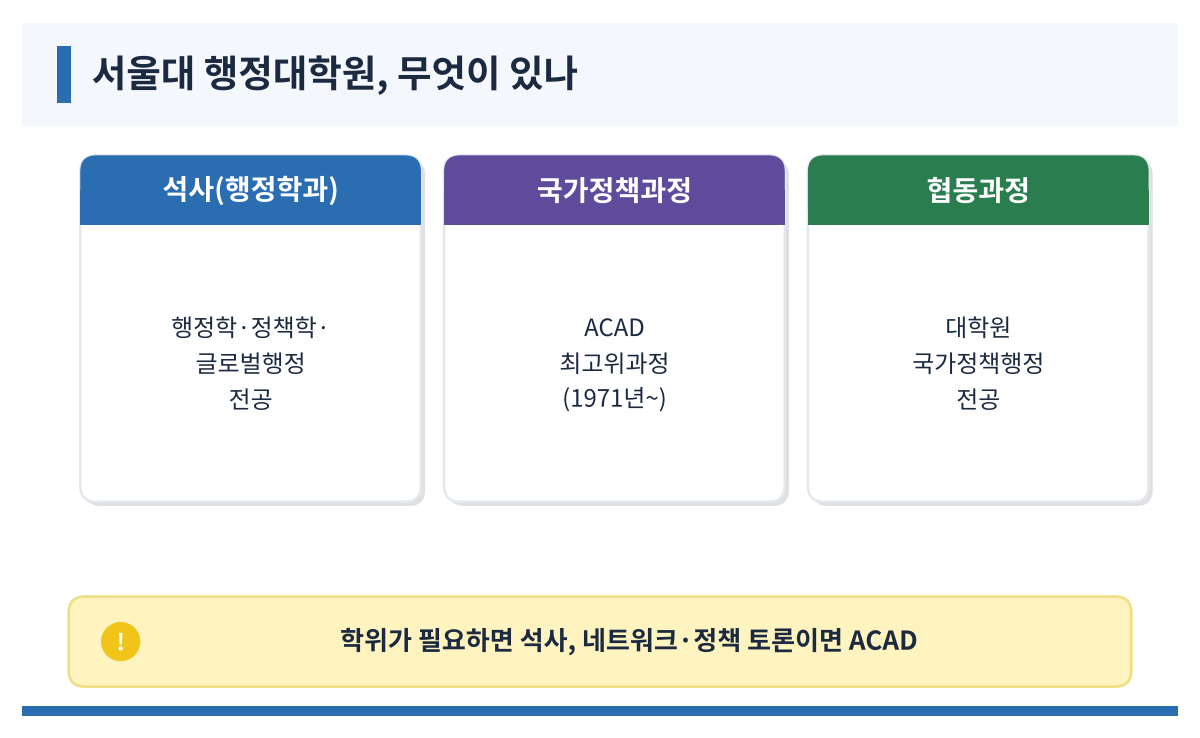 서울대 행정대학원, 무엇이 있나
석사(행정학과)
행정학·정책학·
글로벌행정
전공
국가정책과정
ACAD
최고위과정
(1971년~)
협동과정
대학원
국가정책행정
전공
!
학위가 필요하면 석사, 네트워크·정책 토론이면 ACAD